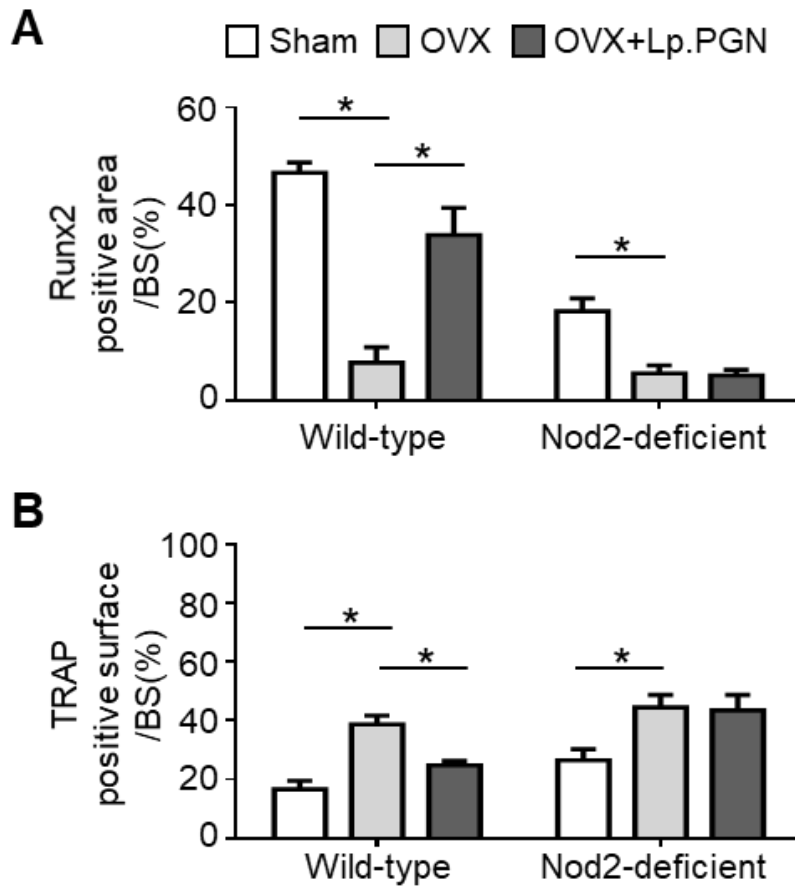 A
Sham OVX OVX+Lp.PGN
Runx2
positive area
/BS(%)
60
40
20
0
*
*
*
Wild-type Nod2-deficient
B
TRAP
positive surface
/BS(%)
100
80
60
40
20
0
*
*
*
Wild-type Nod2-deficient